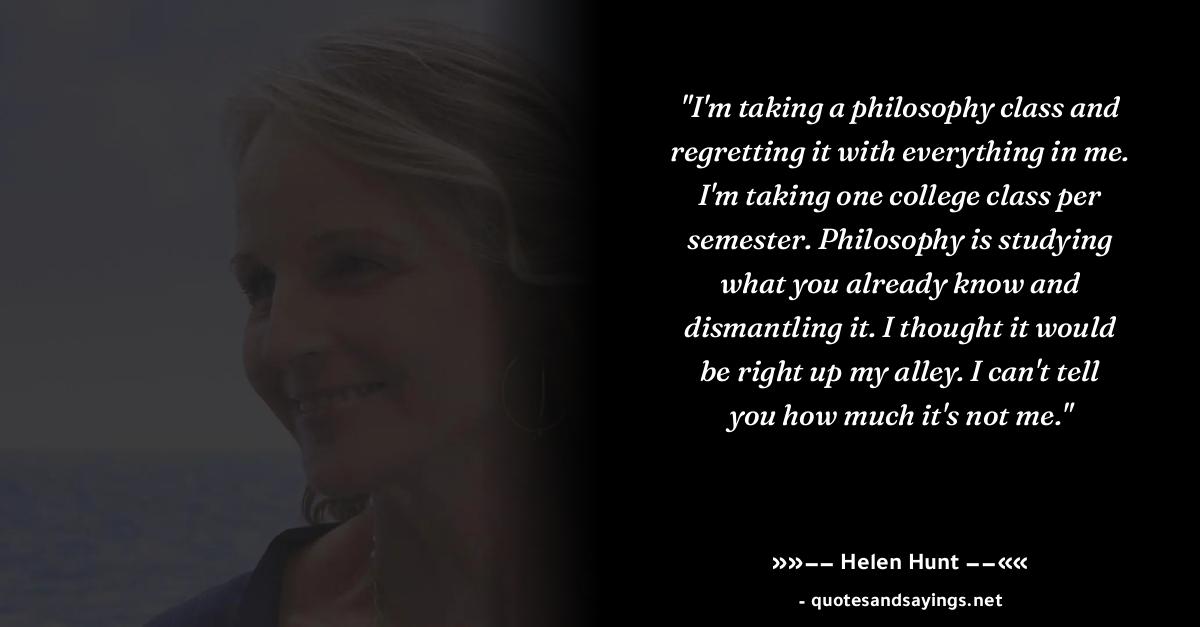 "I'm taking a philosophy class and
regretting it with everything in me.
I'm taking one college class per
semester. Philosophy is studying
what you already know and
dismantling it. I thought it would
be right up my alley. I can't tell
you how much it's not me."
»»−− Helen Hunt −−««
- quotesandsayings.net